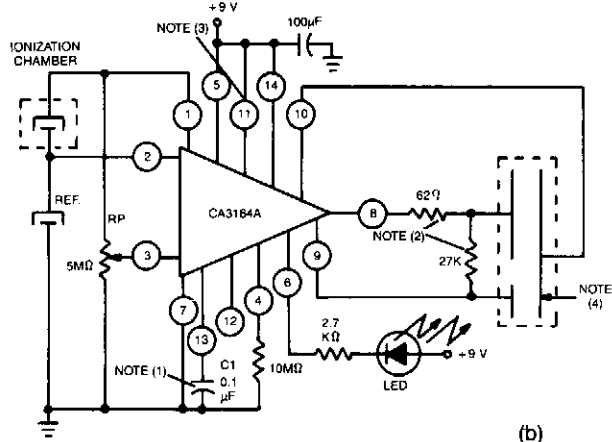 +9 V
100µF
NOTE
(3)
IONIZATION
CHAMBER
5
14
11
10
1
2
62Ω
CA3164A
8
REF.
RP
NOTE (2)
3
9
27K
5MΩ
NOTE
(4)
4
6
7
2.7
KΩ
13
12
+9 V
NOTE (1)
C1
0.1
µF
10MΩ
LED
(b)